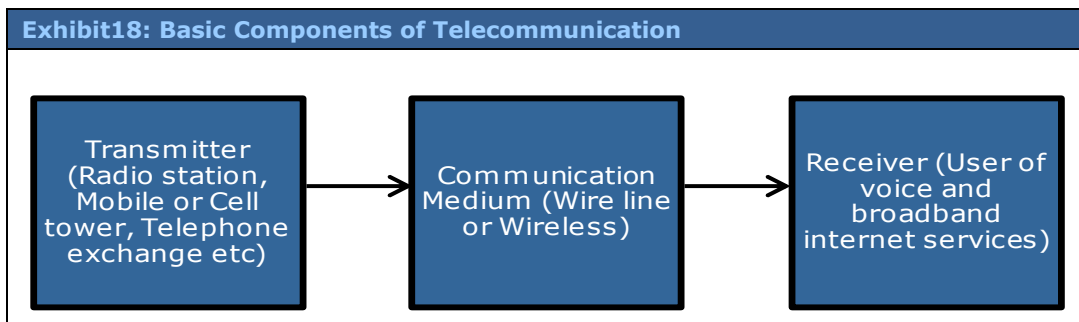 Exhibit18: Basic Components of Telecommunication
Transmitter
(Radio station,
Mobile or Cell
tower, Telephone
exchange etc)
Communication
Medium (Wire line
or Wireless)
Receiver (User of
voice and
broadband
internet services)